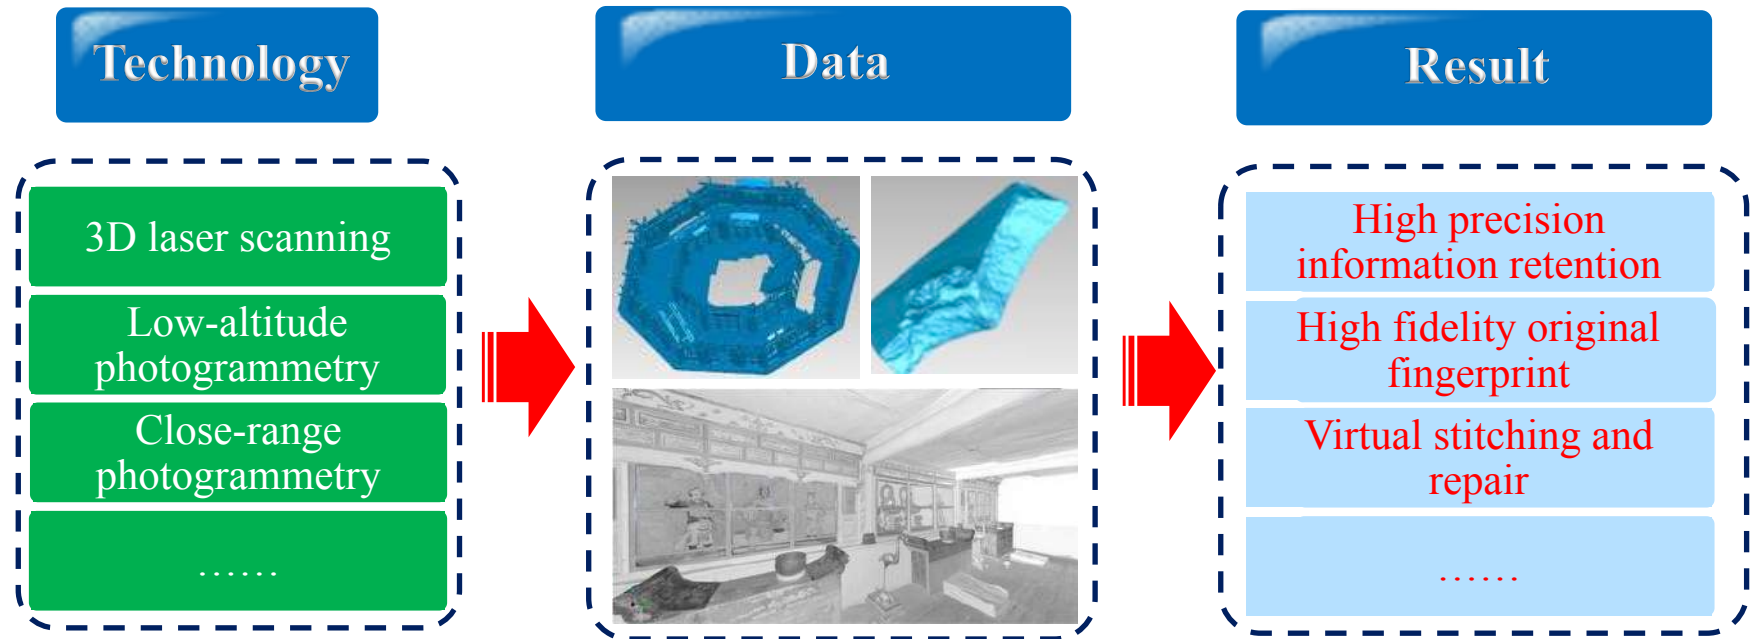 Technology
Data
Result
3D laser scanning
Low-altitude
photogrammetry
Close-range
photogrammetry
……
High precision
information retention
High fidelity original
fingerprint
Virtual stitching and
repair
……